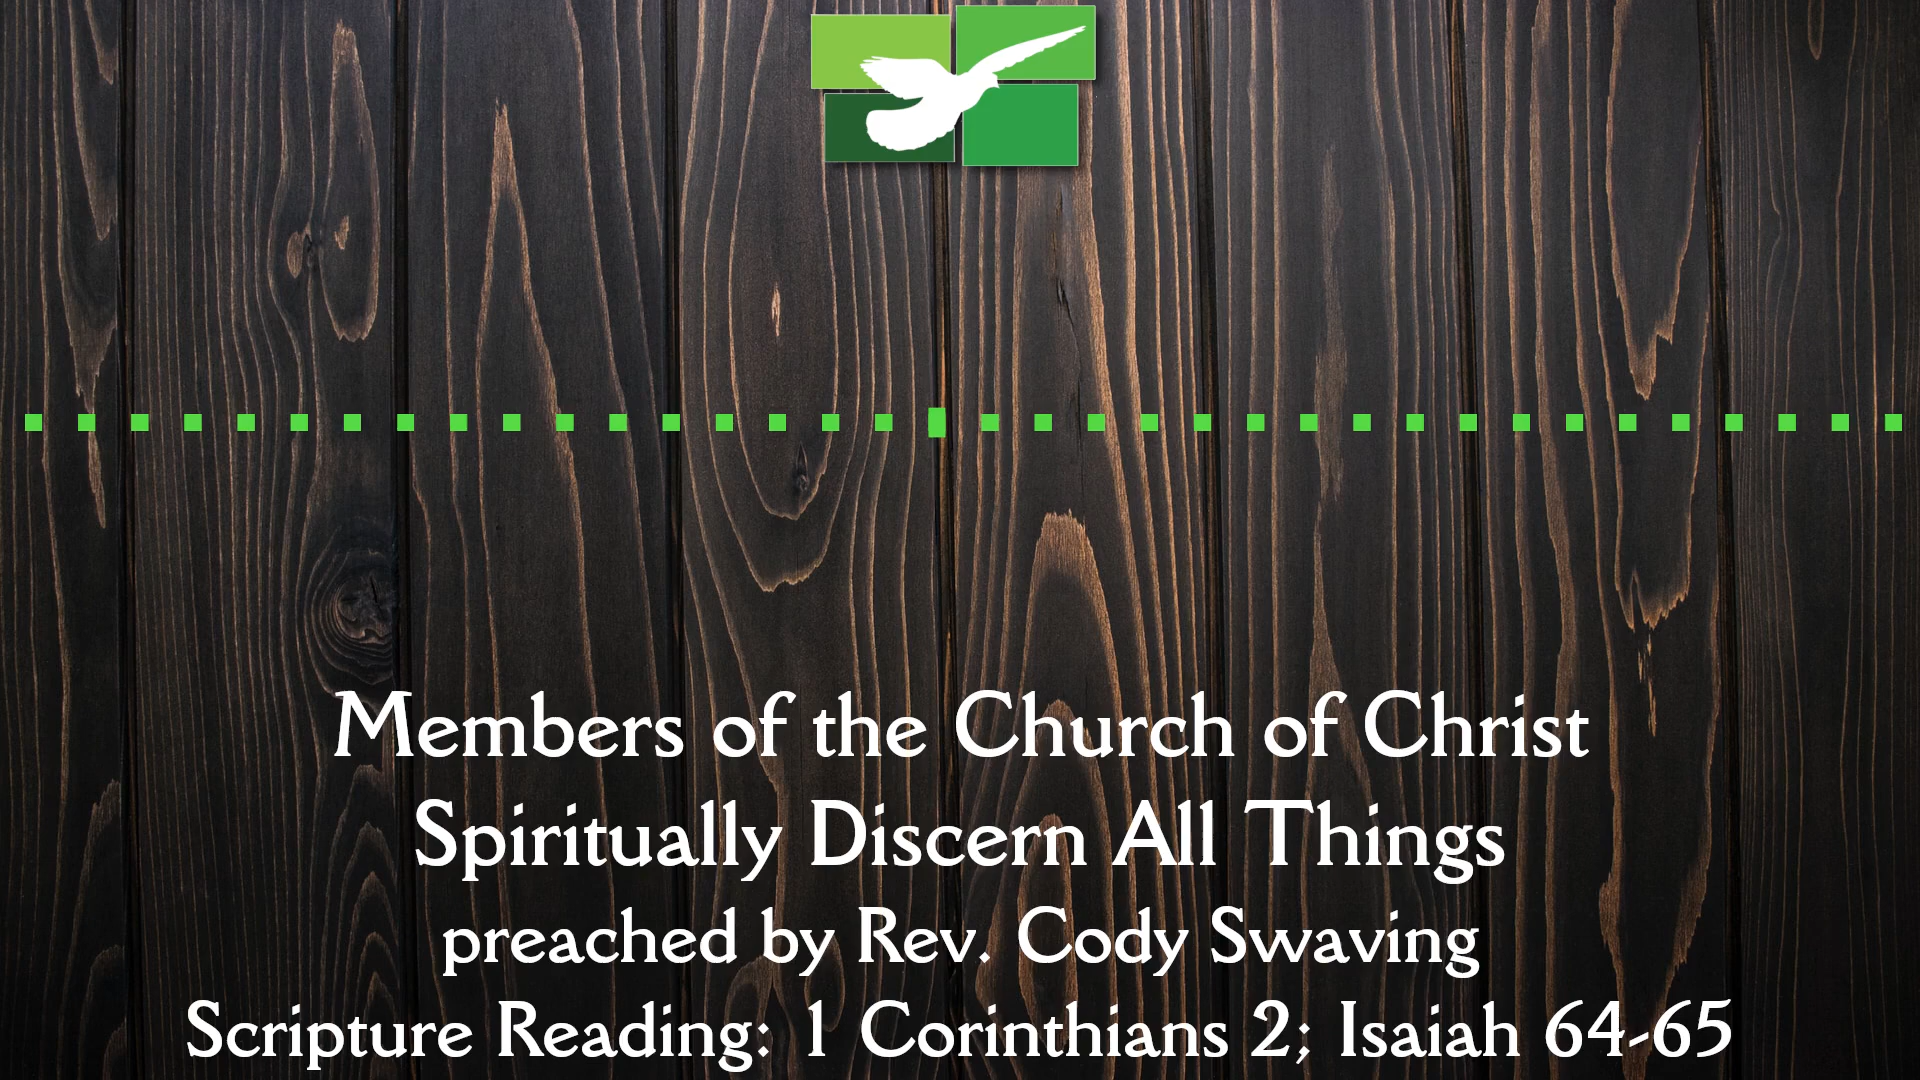 Members of the Church of Christ
Spiritually Discern All Things
preached by Rev. Cody Swaving
Scripture Reading: 1 Corinthians 2; Isaiah 64-65